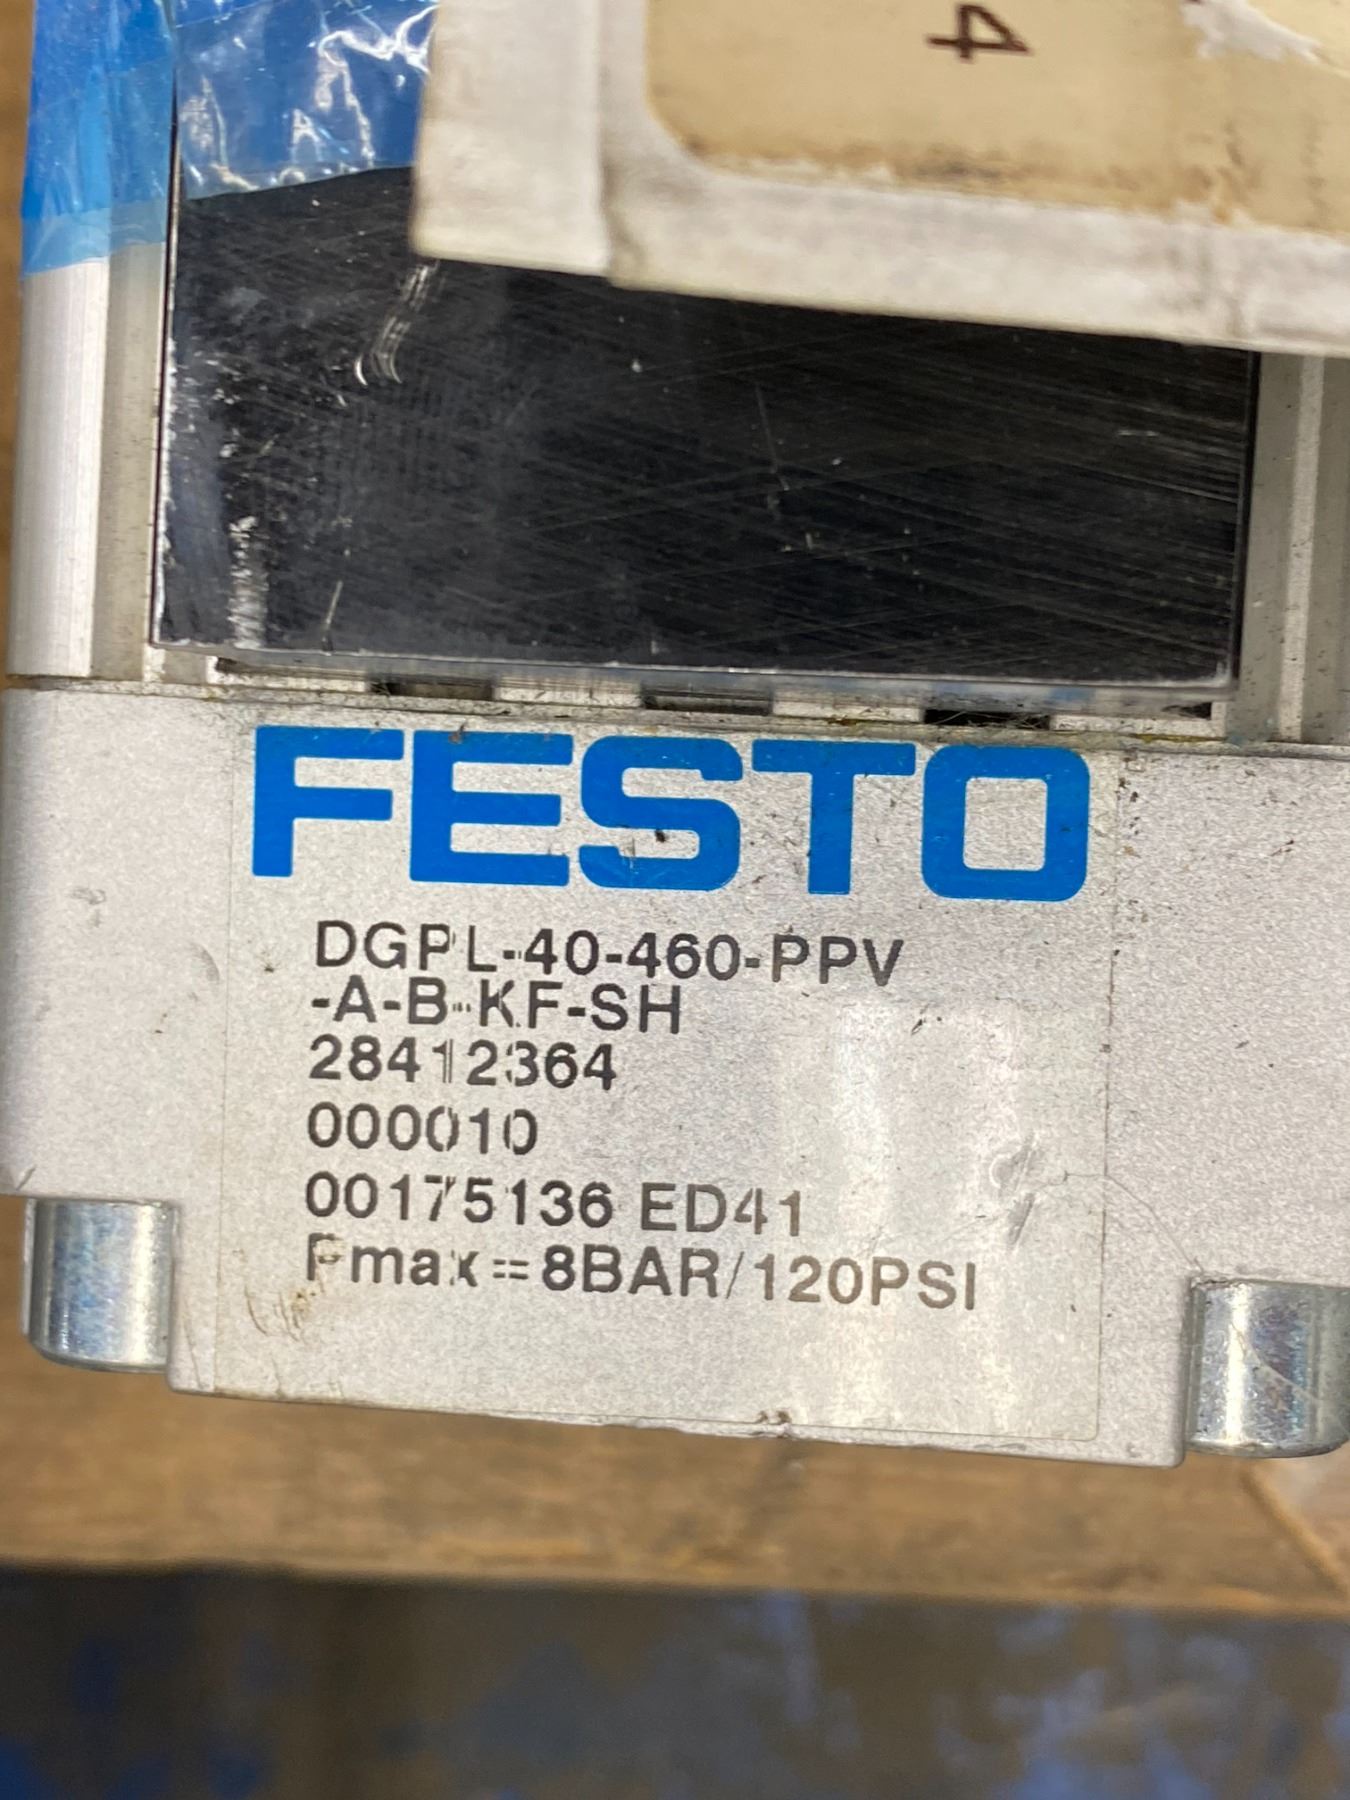 4
FESTO
DGPL-40-460-PPV
-A-B-KF-SH
28412364
000010
00175136 ED41
Pmax=8BAR/120PSI